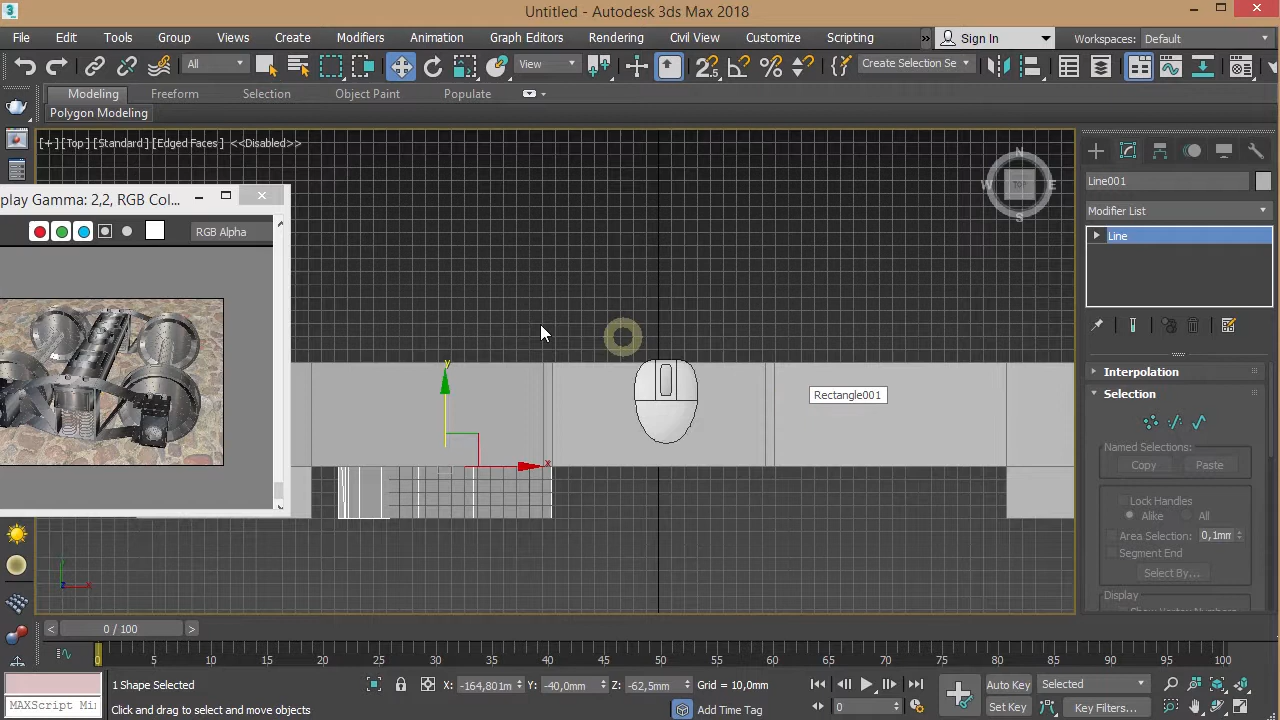 Untitled - Autodesk 3ds Max 2018
File Edit Tools Group Views Create Modifiers Animation Graph Editors Rendering Civil View Customize Scripting » Sign In Workspaces: Default
All View Create Selection Se
Modeling Freeform Selection Object Paint Populate
Polygon Modeling
[+] [Top] [Standard] [Edged Faces] <<Disabled>>
N
W TOP E
S
Line001
play Gamma: 2,2, RGB Col...
Modifier List
RGB Alpha
Line
y
x
Rectangle001
Interpolation
Selection
Named Selections:
Copy Paste
Lock Handles
Alike All
Area Selection: 0,1mm
Segment End
Select By...
Display
0 / 100
0 5 10 15 20 25 30 35 40 45 50 55 60 65 70 75 80 85 90 95 100
1 Shape Selected X: -164,801m Y: -40,0mm Z: -62,5mm Grid = 10,0mm Auto Key Selected
MAXScript Min Click and drag to select and move objects Add Time Tag 0 Set Key Key Filters...